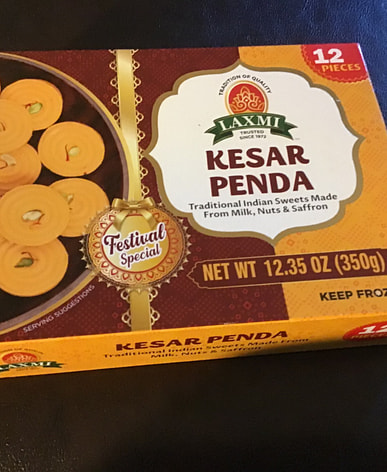 12
PIECES
TRADITION OF QUALITY
LAXMI
TRUSTED
SINCE 1972
KESAR
PENDA
Traditional Indian Sweets Made
From Milk, Nuts & Saffron
Festival
Special
NET WT 12.35 OZ (350g)
KEEP FROZ
SERVING SUGGESTIONS
LAXMI
KESAR PENDA
Traditional Indian Sweets Made From
Milk, Nuts & Saffron
12
PIECES